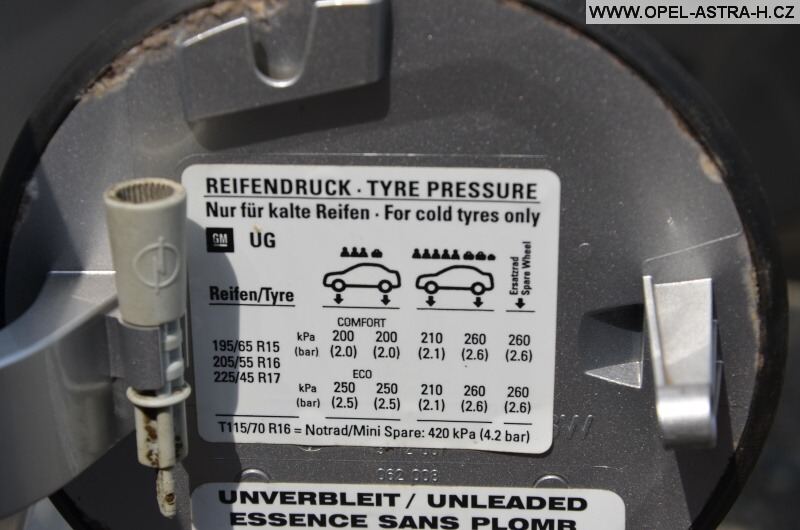 WWW.OPEL-ASTRA-H.CZ
REIFENDRUCK · TYRE PRESSURE
Nur für kalte Reifen · For cold tyres only
GM UG
Ersatzrad
Spare Wheel
Reifen/Tyre
COMFORT
195/65 R15
205/55 R16
225/45 R17
kPa 200 200 210 260 260
(bar) (2.0) (2.0) (2.1) (2.6) (2.6)
ECO
kPa 250 250 210 260 260
(bar) (2.5) (2.5) (2.1) (2.6) (2.6)
T115/70 R16 = Notrad/Mini Spare: 420 kPa (4.2 bar)
062 003
UNVERBLEIT / UNLEADED
ESSENCE SANS PLOMB